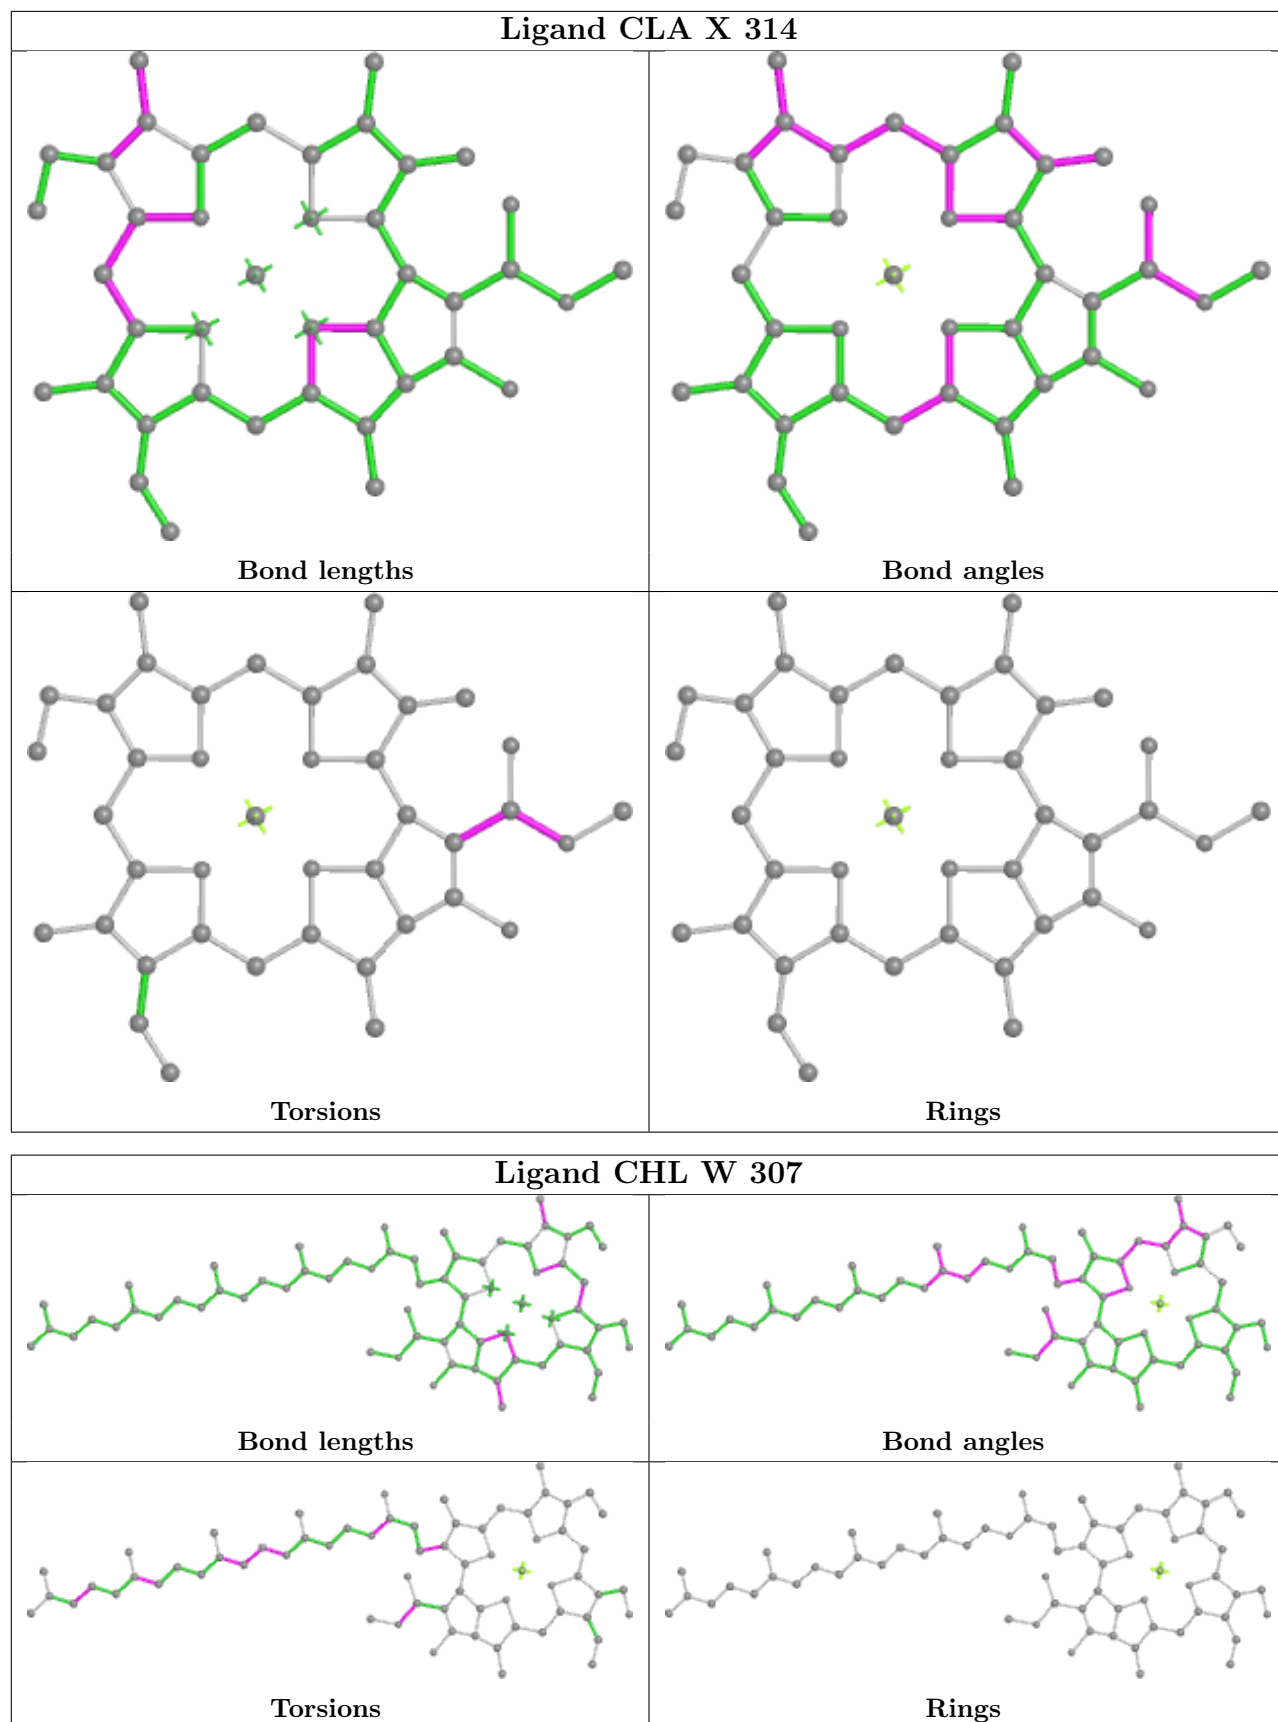 Ligand CLA X 314
Bond lengths
Bond angles
Torsions
Rings
Ligand CHL W 307
Bond lengths
Bond angles
Torsions
Rings